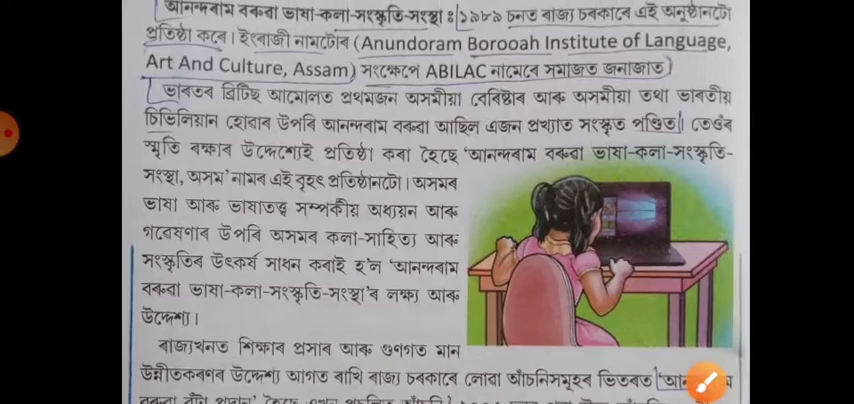 আনন্দৰাম বৰুৱা ভাষা-কলা-সংস্কৃতি-সংস্থা : ১৯৮৯ চনত ৰাজ্য চৰকাৰে এই অনুষ্ঠানটো
প্ৰতিষ্ঠা কৰে। ইংৰাজী নামটোৰ (Anundoram Borooah Institute of Language,
Art And Culture, Assam) সংক্ষেপে ABILAC নামেৰে সমাজত জনাজাত।
ভাৰতৰ ব্ৰিটিছ আমোলত প্ৰথমজন অসমীয়া বেৰিষ্টাৰ আৰু অসমীয়া তথা ভাৰতীয়
চিভিলিয়ান হোৱাৰ উপৰি আনন্দৰাম বৰুৱা আছিল এজন প্ৰখ্যাত সংস্কৃত পণ্ডিত। তেওঁৰ
স্মৃতি ৰক্ষাৰ উদ্দেশ্যেই প্ৰতিষ্ঠা কৰা হৈছে 'আনন্দৰাম বৰুৱা ভাষা-কলা-সংস্কৃতি-
সংস্থা, অসম' নামৰ এই বৃহৎ প্ৰতিষ্ঠানটো। অসমৰ
ভাষা আৰু ভাষাতত্ত্ব সম্পৰ্কীয় অধ্যয়ন আৰু
গৱেষণাৰ উপৰি অসমৰ কলা-সাহিত্য আৰু
সংস্কৃতিৰ উৎকৰ্ষ সাধন কৰাই হ'ল 'আনন্দৰাম
বৰুৱা ভাষা-কলা-সংস্কৃতি-সংস্থা'ৰ লক্ষ্য আৰু
উদ্দেশ্য।
ৰাজ্যখনত শিক্ষাৰ প্ৰসাৰ আৰু গুণগত মান
উন্নীতকৰণৰ উদ্দেশ্য আগত ৰাখি ৰাজ্য চৰকাৰে লোৱা আঁচনিসমূহৰ ভিতৰত